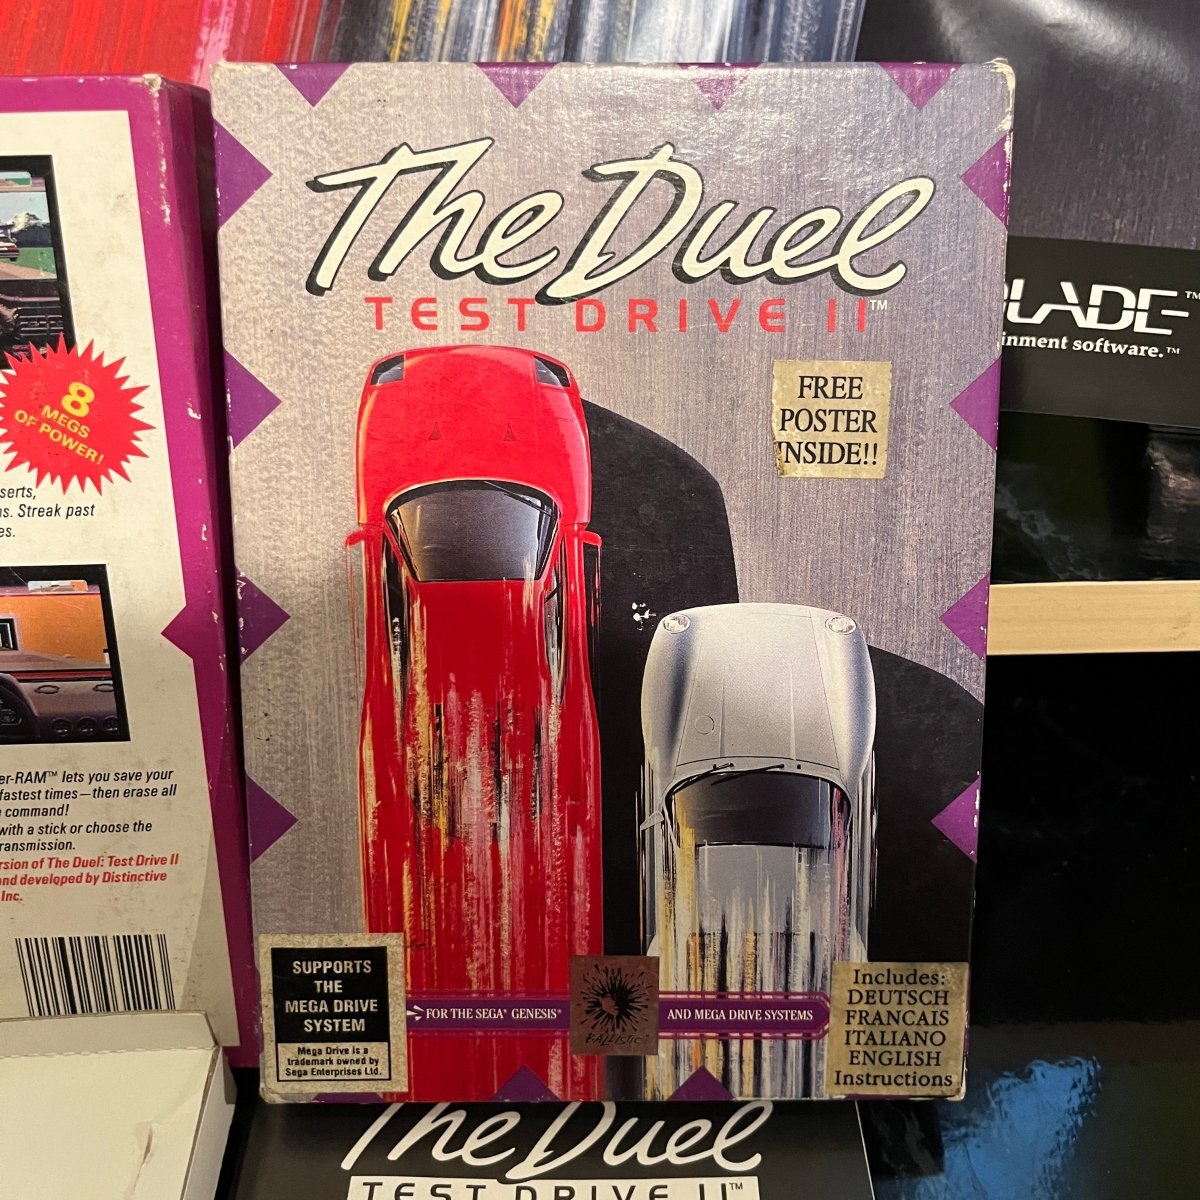 The Duel
TEST DRIVE II™
FREE
POSTER
INSIDE!!
SUPPORTS
THE
MEGA DRIVE
SYSTEM
Mega Drive is a
trademark owned by
Sega Enterprises Ltd.
FOR THE SEGA® GENESIS®
BALLISTIC
AND MEGA DRIVE SYSTEMS
Includes:
DEUTSCH
FRANCAIS
ITALIANO
ENGLISH
Instructions
8
MEGS
OF POWER!
serts,
s. Streak past
es.
er-RAM™ lets you save your
fastest times—then erase all
e command!
with a stick or choose the
ransmission.
rsion of The Duel: Test Drive II
nd developed by Distinctive
Inc.
LADE™
inment software.™
The Duel
TEST DRIVE II™